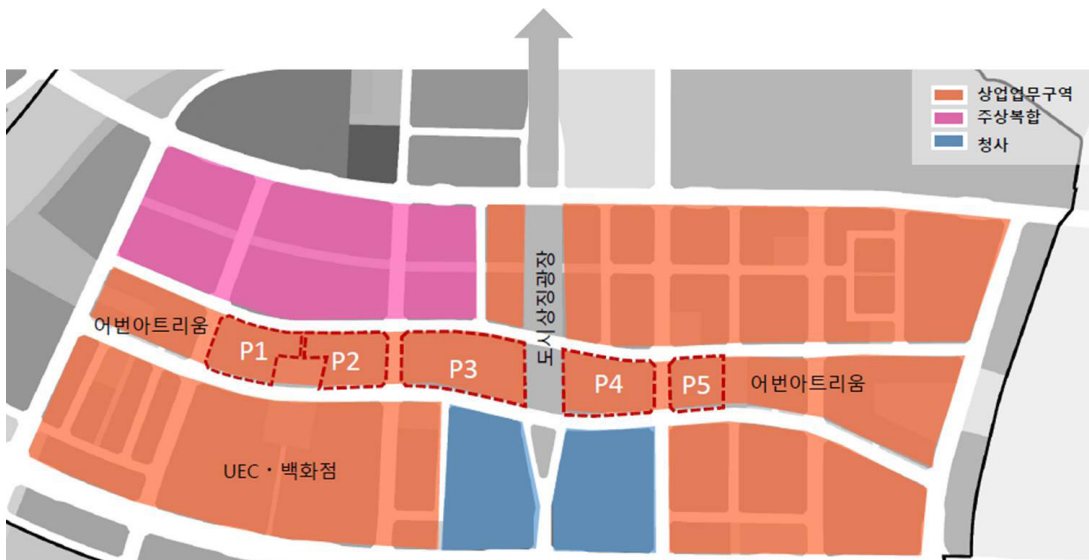 상업업무구역
주상복합
청사
도시상징광장
어번아트리움
P1
P2
P3
P4
P5
어번아트리움
UEC · 백화점